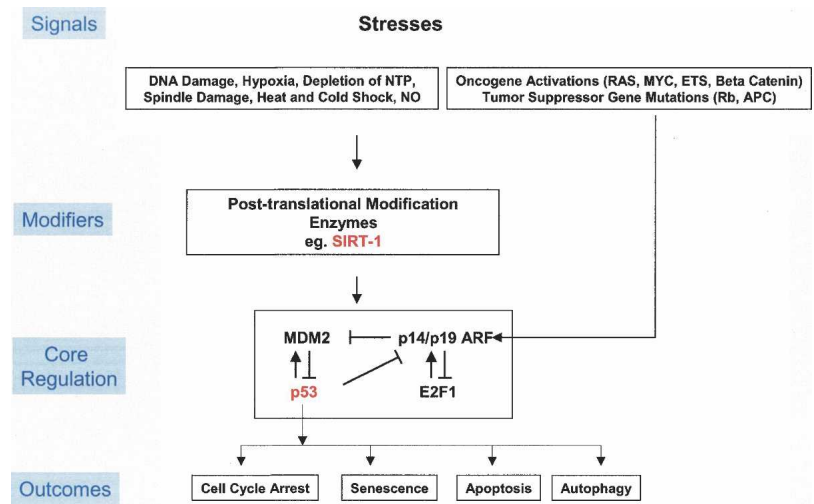 Signals
Stresses
DNA Damage, Hypoxia, Depletion of NTP,
Spindle Damage, Heat and Cold Shock, NO
Oncogene Activations (RAS, MYC, ETS, Beta Catenin)
Tumor Suppressor Gene Mutations (Rb, APC)
Modifiers
Post-translational Modification
Enzymes
eg. SIRT-1
Core
Regulation
MDM2
p14/p19 ARF
p53
E2F1
Outcomes
Cell Cycle Arrest
Senescence
Apoptosis
Autophagy